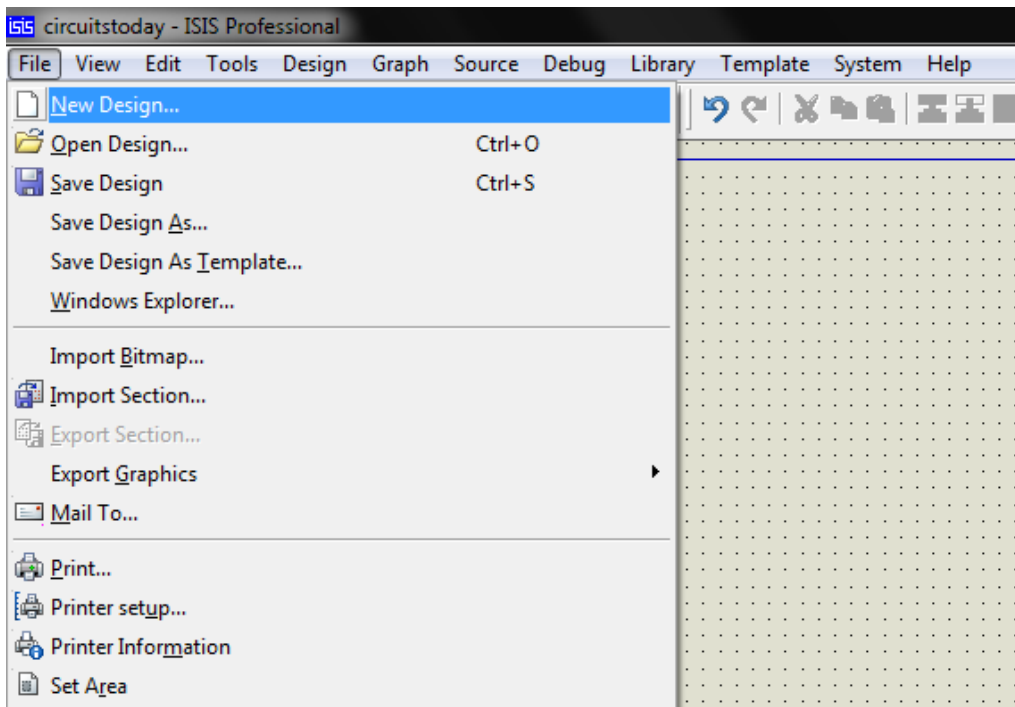 isis circuitstoday - ISIS Professional
File View Edit Tools Design Graph Source Debug Library Template System Help
New Design...
Open Design... Ctrl+O
Save Design Ctrl+S
Save Design As...
Save Design As Template...
Windows Explorer...
Import Bitmap...
Import Section...
Export Section...
Export Graphics
Mail To...
Print...
Printer setup...
Printer Information
Set Area